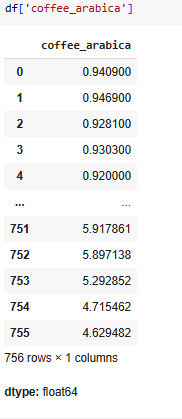 df['coffee_arabica']
coffee_arabica
0 0.940900
1 0.946900
2 0.928100
3 0.930300
4 0.920000
... ...
751 5.917861
752 5.897138
753 5.292852
754 4.715462
755 4.629482
756 rows × 1 columns
dtype: float64